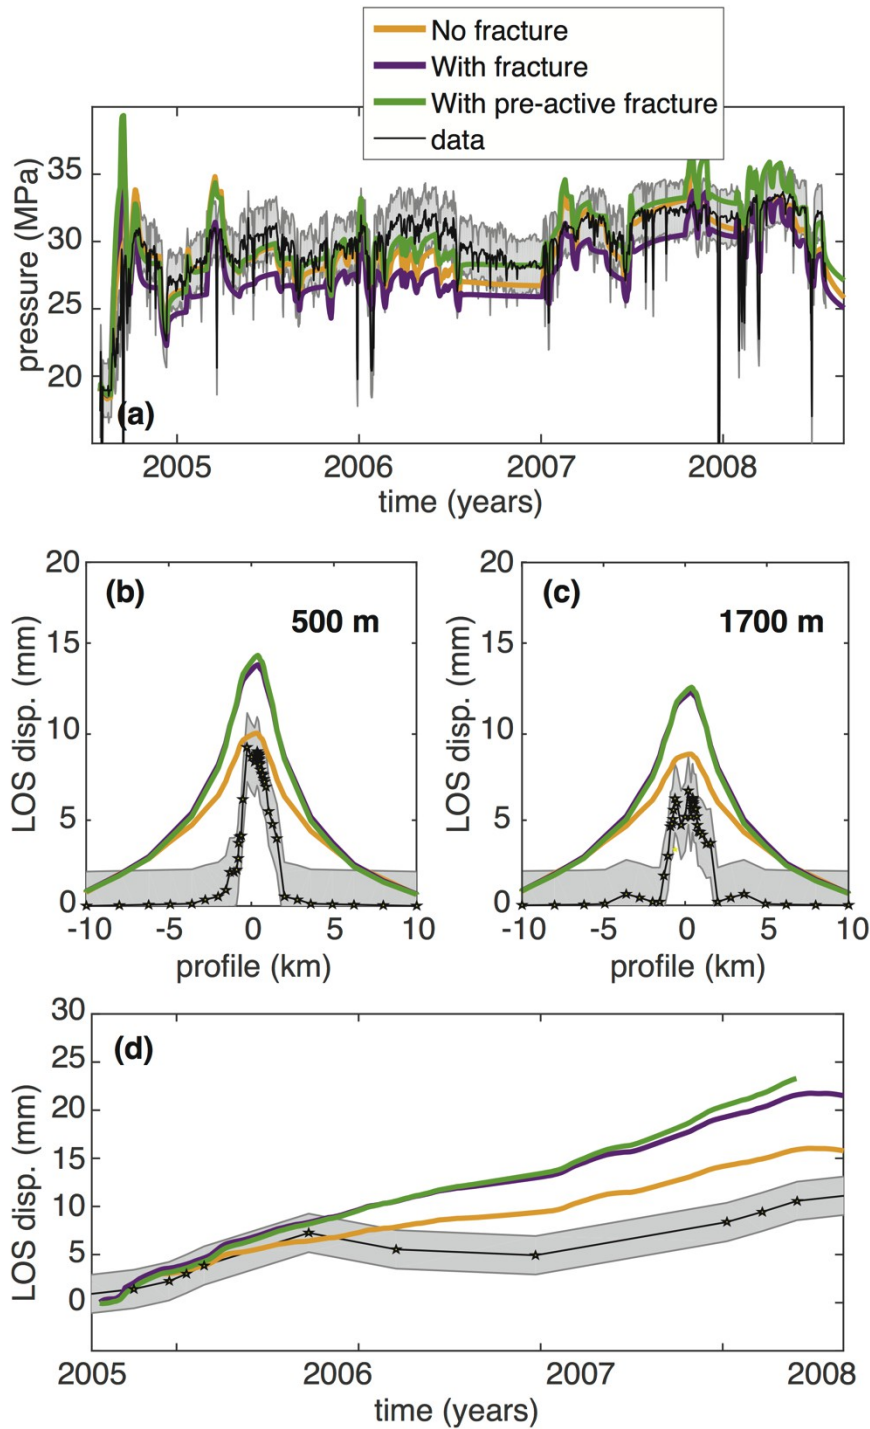 No fracture
With fracture
With pre-active fracture
data
pressure (MPa)
35
30
25
20
(a)
2005 2006 2007 2008
time (years)
LOS disp. (mm)
20
15
10
5
0
(b)
500 m
-10 -5 0 5 10
profile (km)
LOS disp. (mm)
20
15
10
5
0
(c)
1700 m
-10 -5 0 5 10
profile (km)
LOS disp. (mm)
30
25
20
15
10
5
0
(d)
2005 2006 2007 2008
time (years)